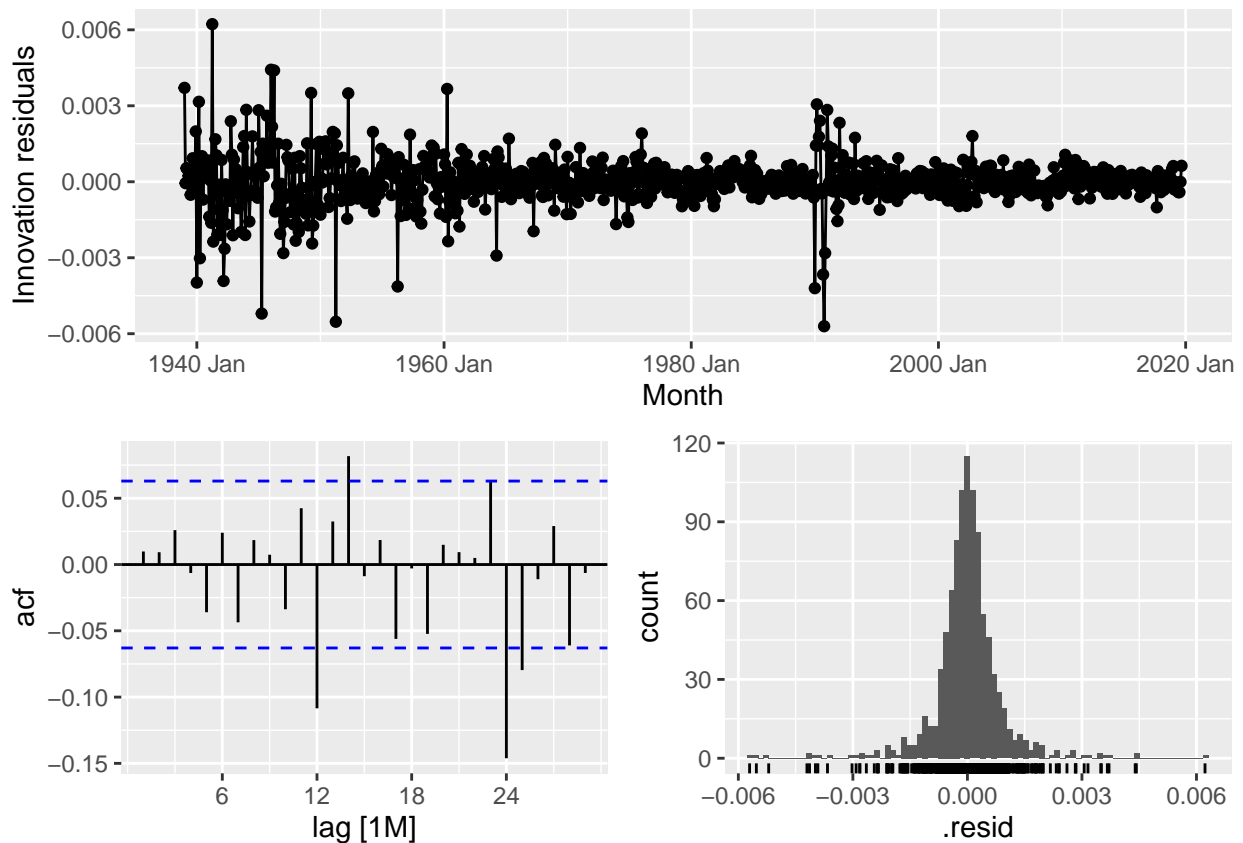 Innovation residuals
0.006
0.003
0.000
−0.003
−0.006
1940 Jan 1960 Jan 1980 Jan 2000 Jan 2020 Jan
Month
acf
0.05
0.00
−0.05
−0.10
−0.15
6 12 18 24
lag [1M]
count
120
90
60
30
0
−0.006 −0.003 0.000 0.003 0.006
.resid